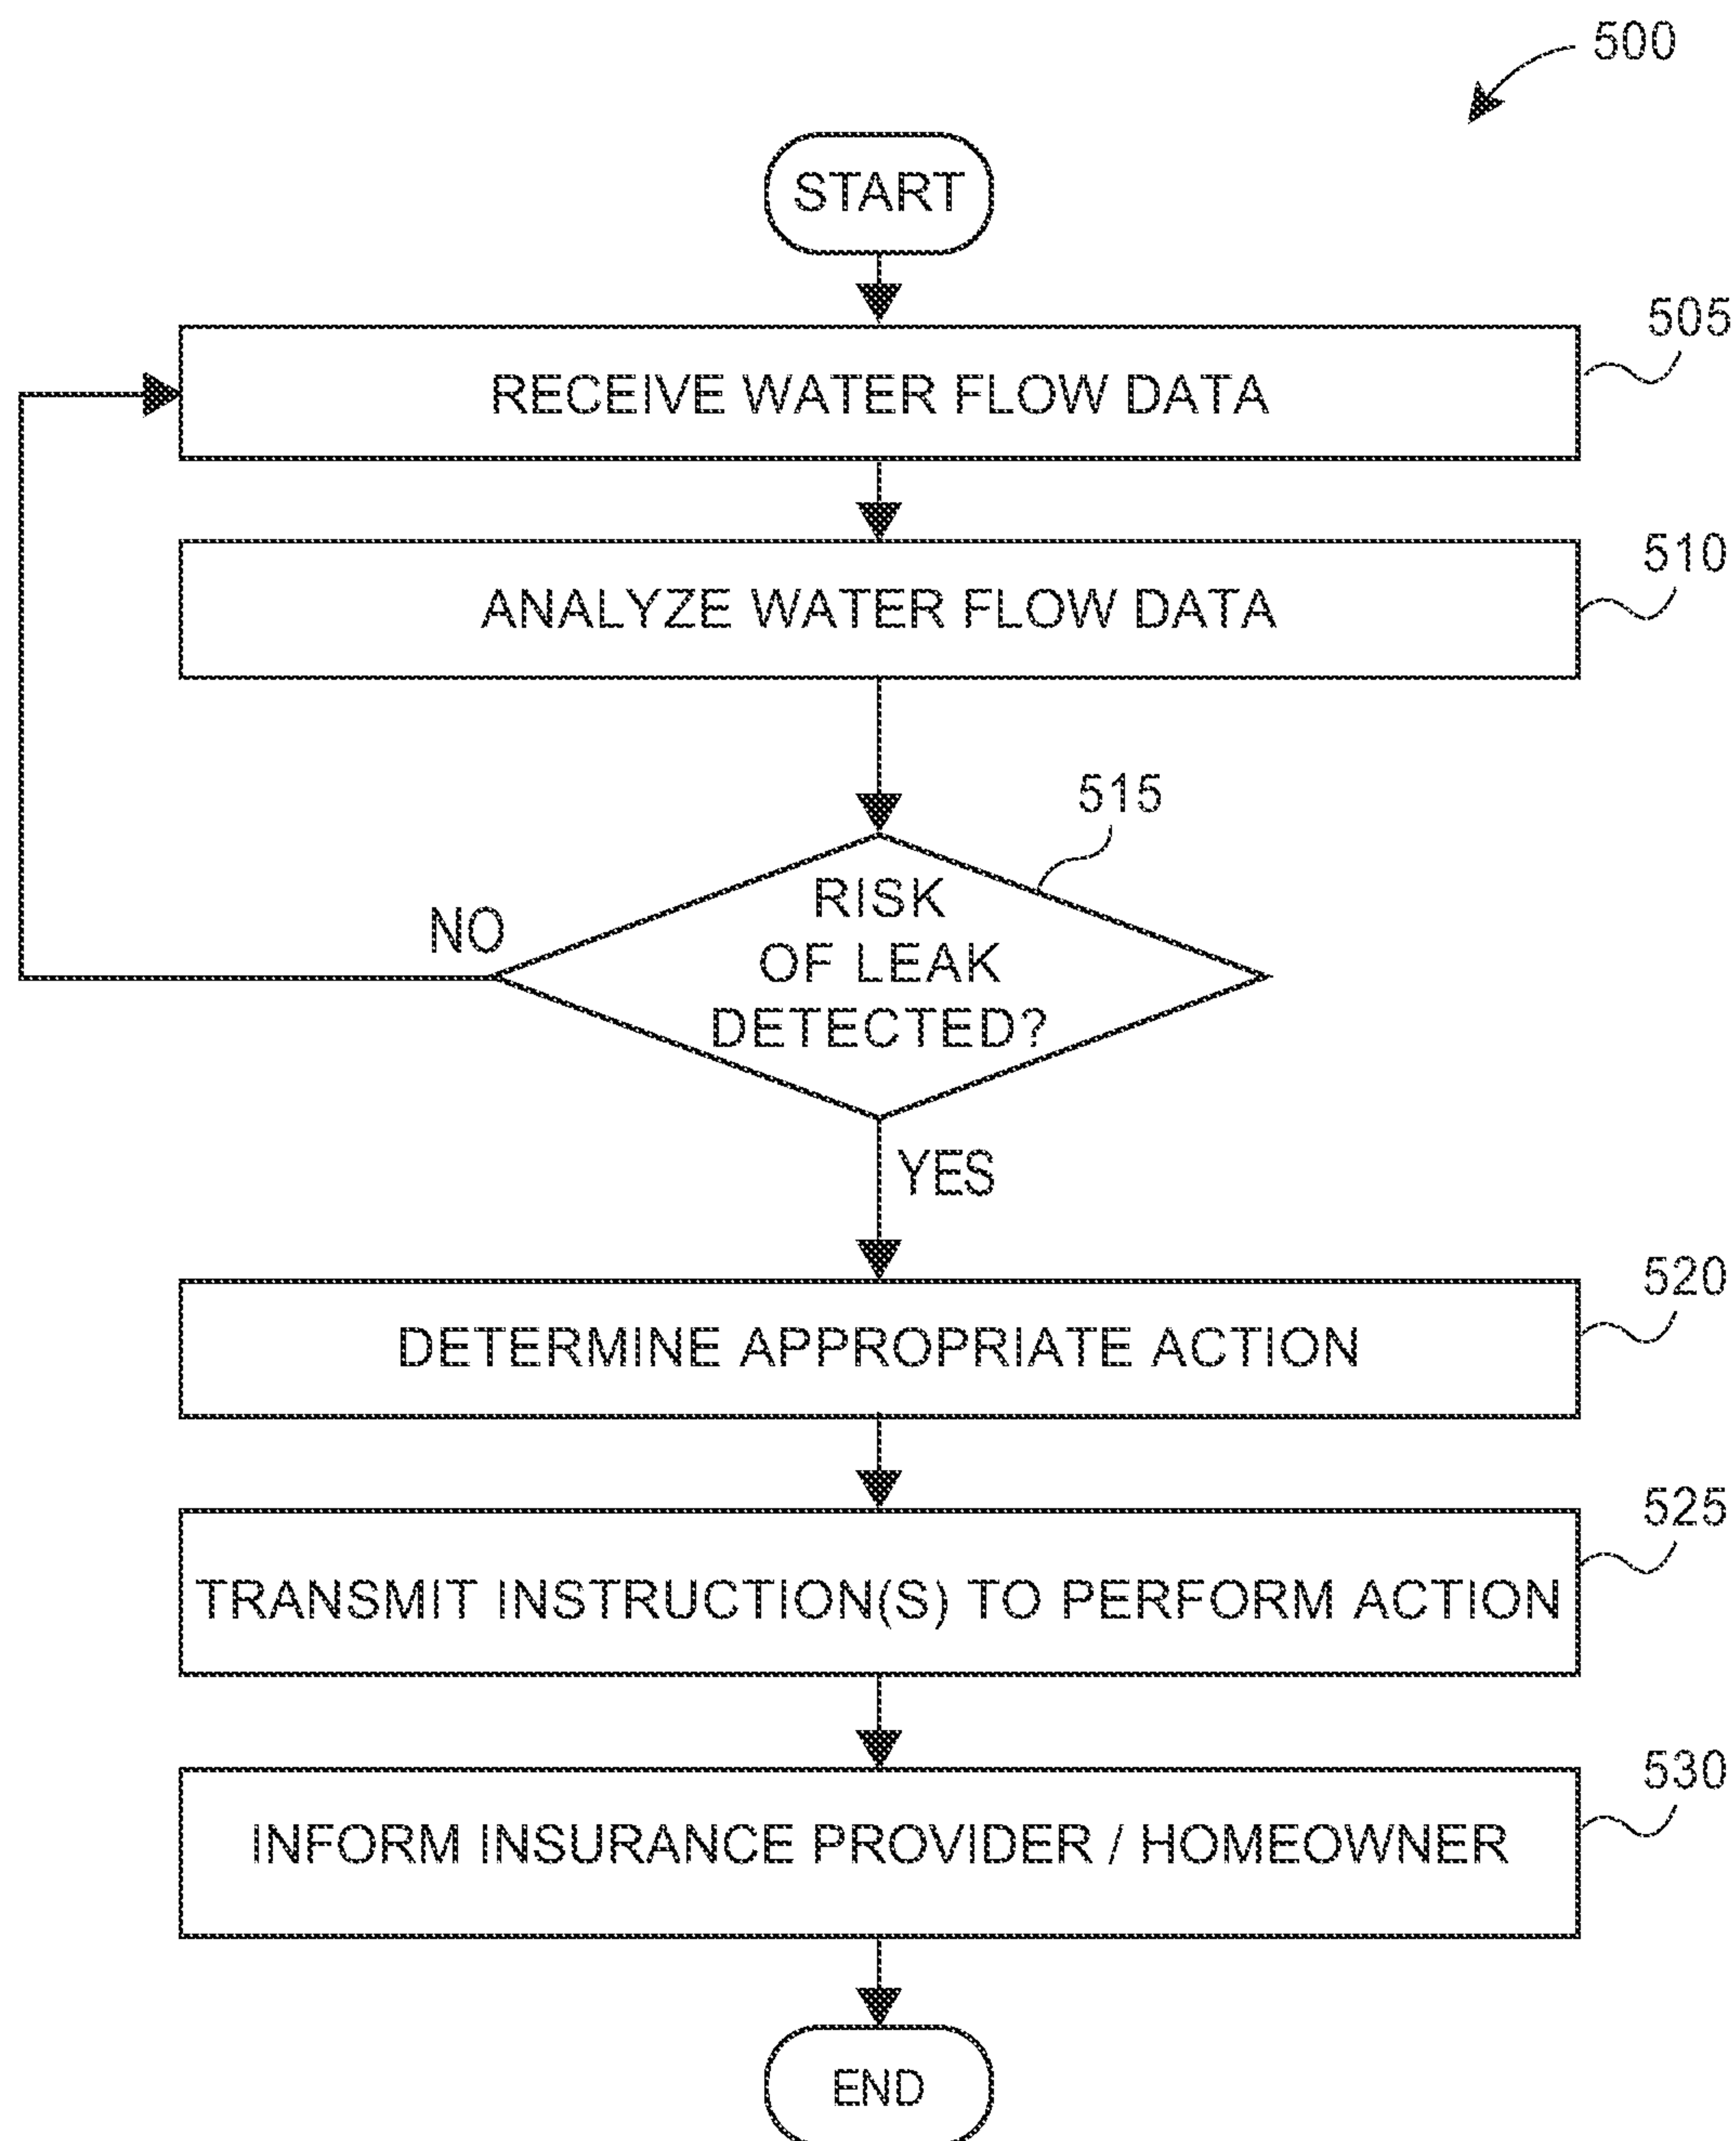 500
START
505
RECEIVE WATER FLOW DATA
510
ANALYZE WATER FLOW DATA
515
RISK
OF LEAK
DETECTED?
NO
YES
520
DETERMINE APPROPRIATE ACTION
525
TRANSMIT INSTRUCTION(S) TO PERFORM ACTION
530
INFORM INSURANCE PROVIDER / HOMEOWNER
END